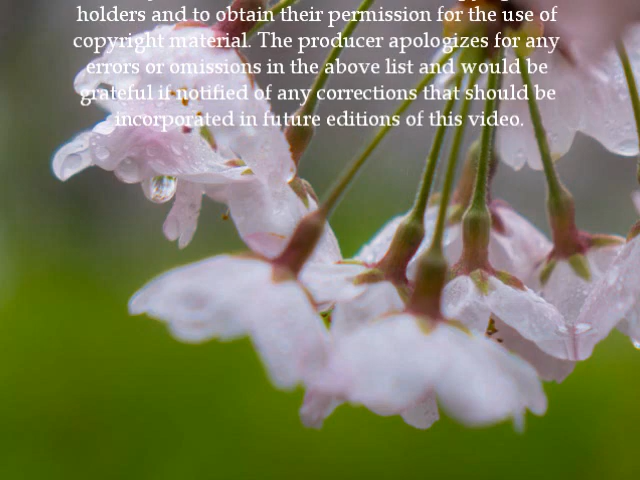 holders and to obtain their permission for the use of
copyright material. The producer apologizes for any
errors or omissions in the above list and would be
grateful if notified of any corrections that should be
incorporated in future editions of this video.